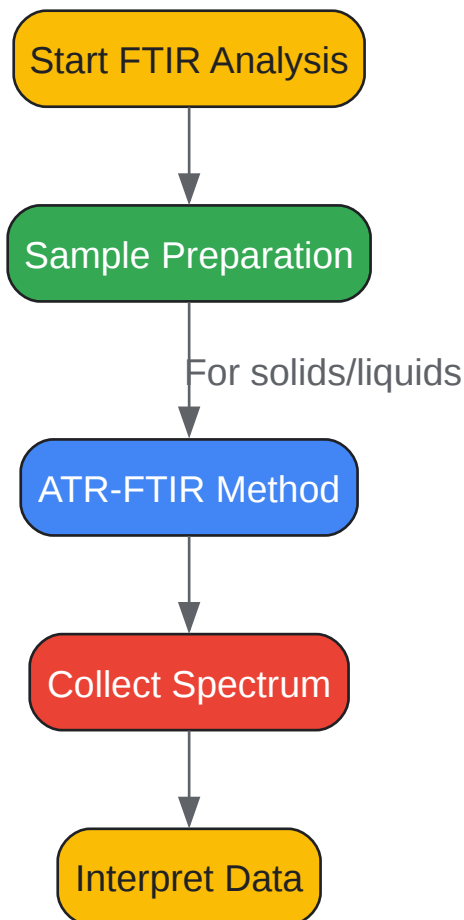 Start FTIR Analysis
Sample Preparation
For solids/liquids
ATR-FTIR Method
Collect Spectrum
Interpret Data